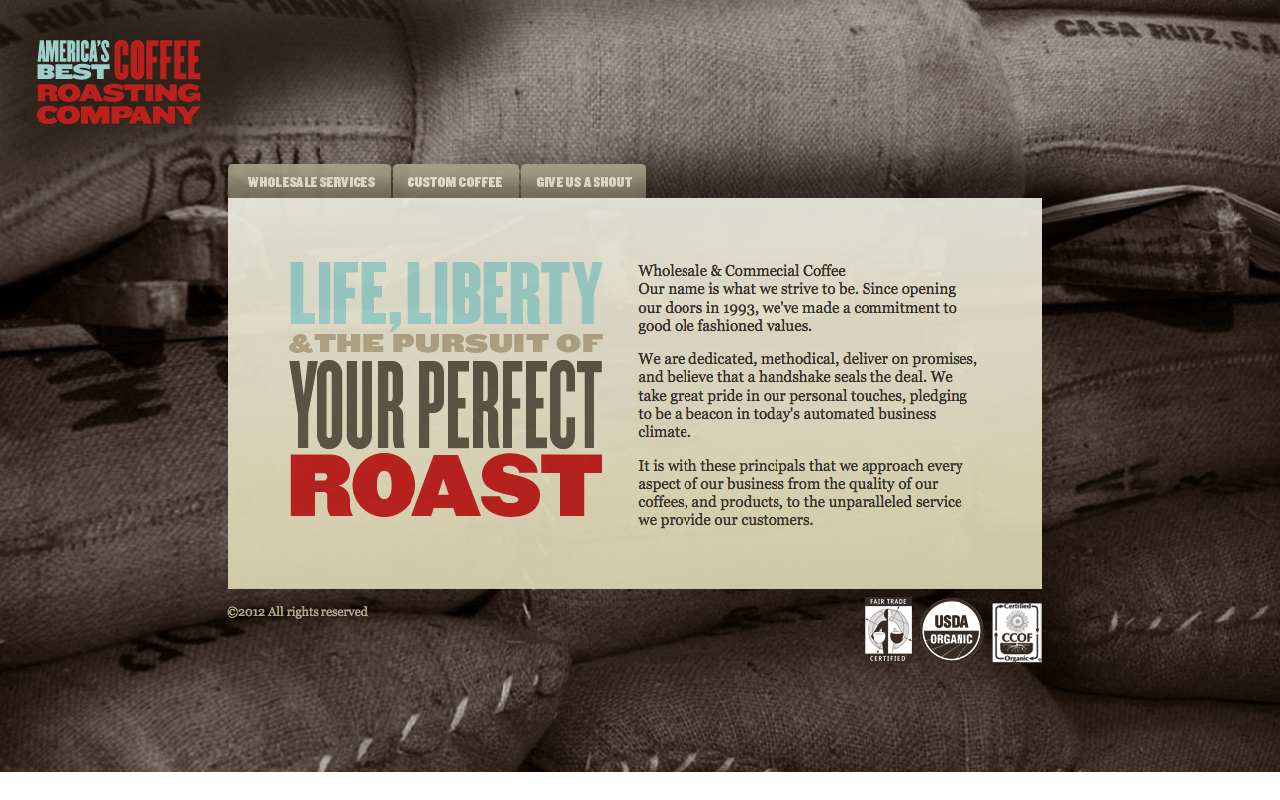 RUIZ, S.A. - PANAMA
CASA RUIZ, S.A.
AMERICA'S
BEST COFFEE
ROASTING
COMPANY
WHOLESALE SERVICES
CUSTOM COFFEE
GIVE US A SHOUT
LIFE, LIBERTY
& THE PURSUIT OF
YOUR PERFECT
ROAST
Wholesale & Commecial Coffee
Our name is what we strive to be. Since opening
our doors in 1993, we've made a commitment to
good ole fashioned values.
We are dedicated, methodical, deliver on promises,
and believe that a handshake seals the deal. We
take great pride in our personal touches, pledging
to be a beacon in today's automated business
climate.
It is with these principals that we approach every
aspect of our business from the quality of our
coffees, and products, to the unparalleled service
we provide our customers.
©2012 All rights reserved
FAIR TRADE
CERTIFIED
USDA
ORGANIC
Certified
CCOF
Organic